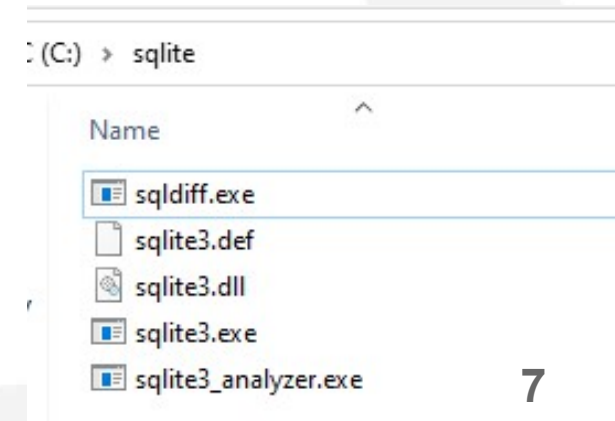 (C:) > sqlite
Name
sqldiff.exe
sqlite3.def
sqlite3.dll
sqlite3.exe
sqlite3_analyzer.exe
7